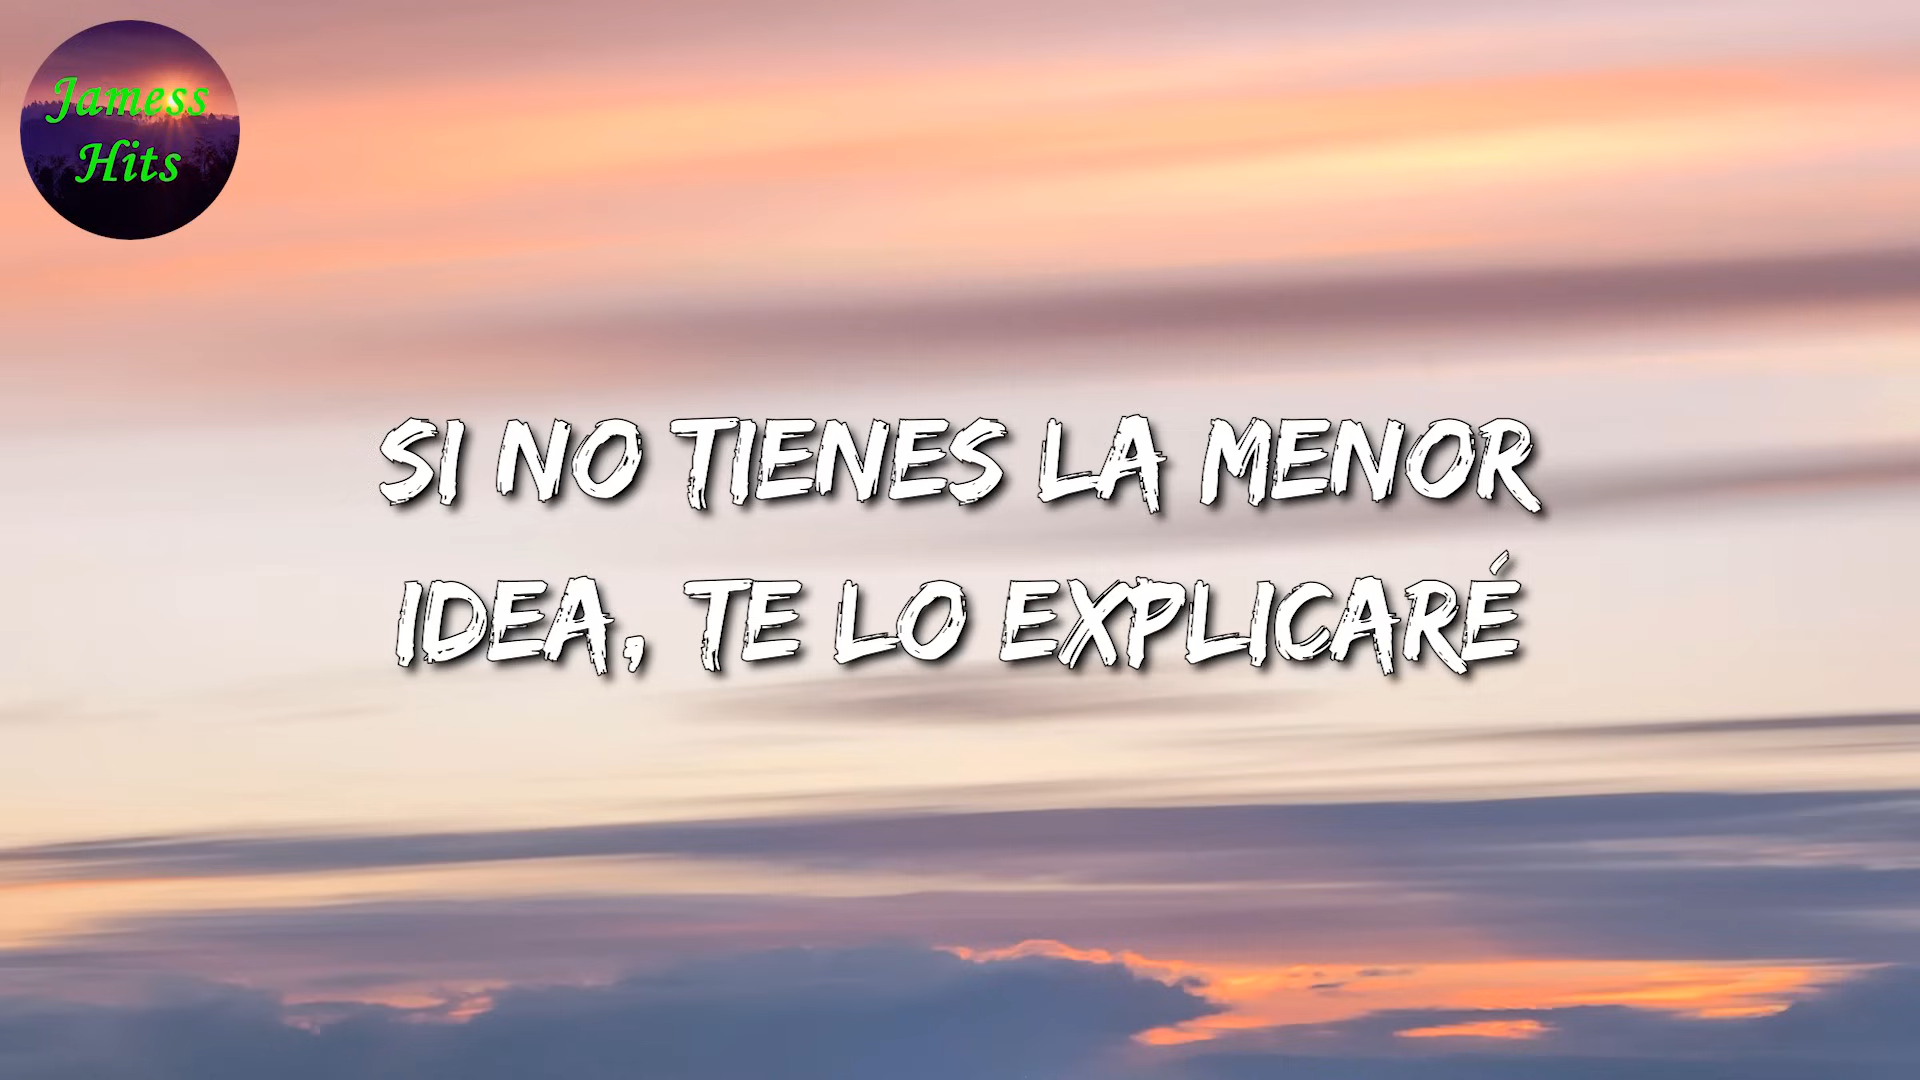 Jamess
Hits
SI NO TIENES LA MENOR
IDEA, TE LO EXPLICARÉ